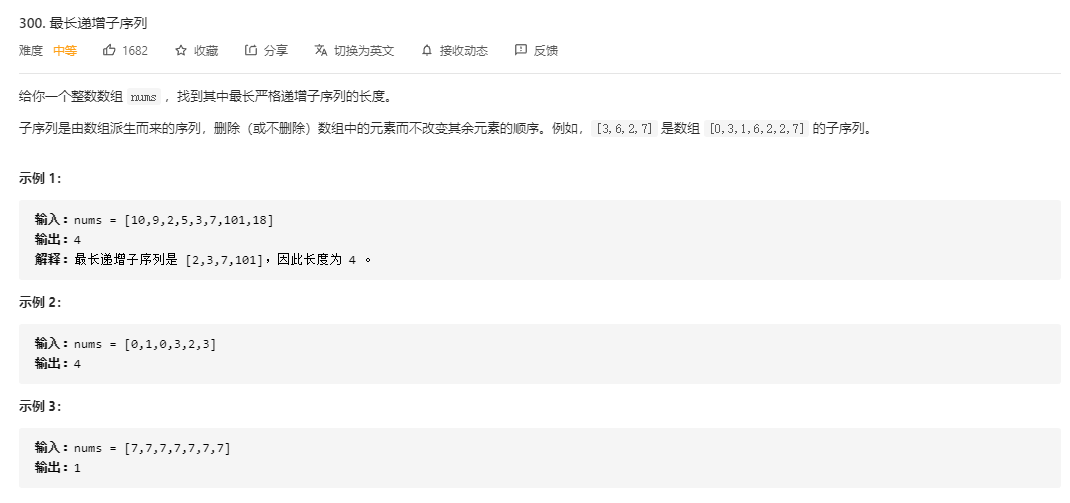 300. 最长递增子序列
难度 中等 1682 收藏 分享 切换为英文 接收动态 反馈
给你一个整数数组 nums ，找到其中最长严格递增子序列的长度。
子序列是由数组派生而来的序列，删除（或不删除）数组中的元素而不改变其余元素的顺序。例如，[3,6,2,7] 是数组 [0,3,1,6,2,2,7] 的子序列。
示例 1：
输入：nums = [10,9,2,5,3,7,101,18]
输出：4
解释：最长递增子序列是 [2,3,7,101]，因此长度为 4 。
示例 2：
输入：nums = [0,1,0,3,2,3]
输出：4
示例 3：
输入：nums = [7,7,7,7,7,7,7]
输出：1